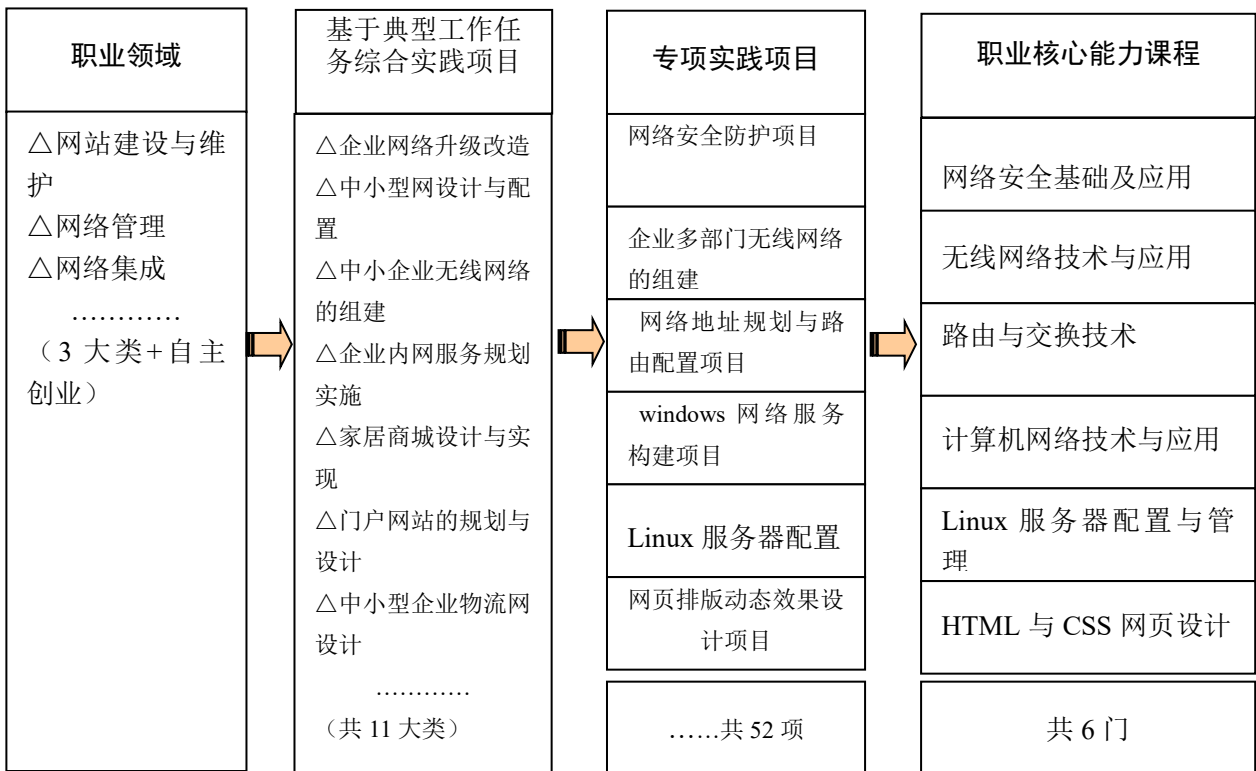 职业领域
△网站建设与维
护
△网络管理
△网络集成
…………
（3 大类+自主
创业）
基于典型工作任
务综合实践项目
△企业网络升级改造
△中小型网设计与配
置
△中小企业无线网络
的组建
△企业内网服务规划
实施
△家居商城设计与实
现
△门户网站的规划与
设计
△中小型企业物流网
设计
…………
（共 11 大类）
专项实践项目
网络安全防护项目
企业多部门无线网络
的组建
网络地址规划与路
由配置项目
windows 网络服务
构建项目
Linux 服务器配置
网页排版动态效果设
计项目
……共 52 项
职业核心能力课程
网络安全基础及应用
无线网络技术与应用
路由与交换技术
计算机网络技术与应用
Linux 服务器配置与管
理
HTML 与 CSS 网页设计
共 6 门